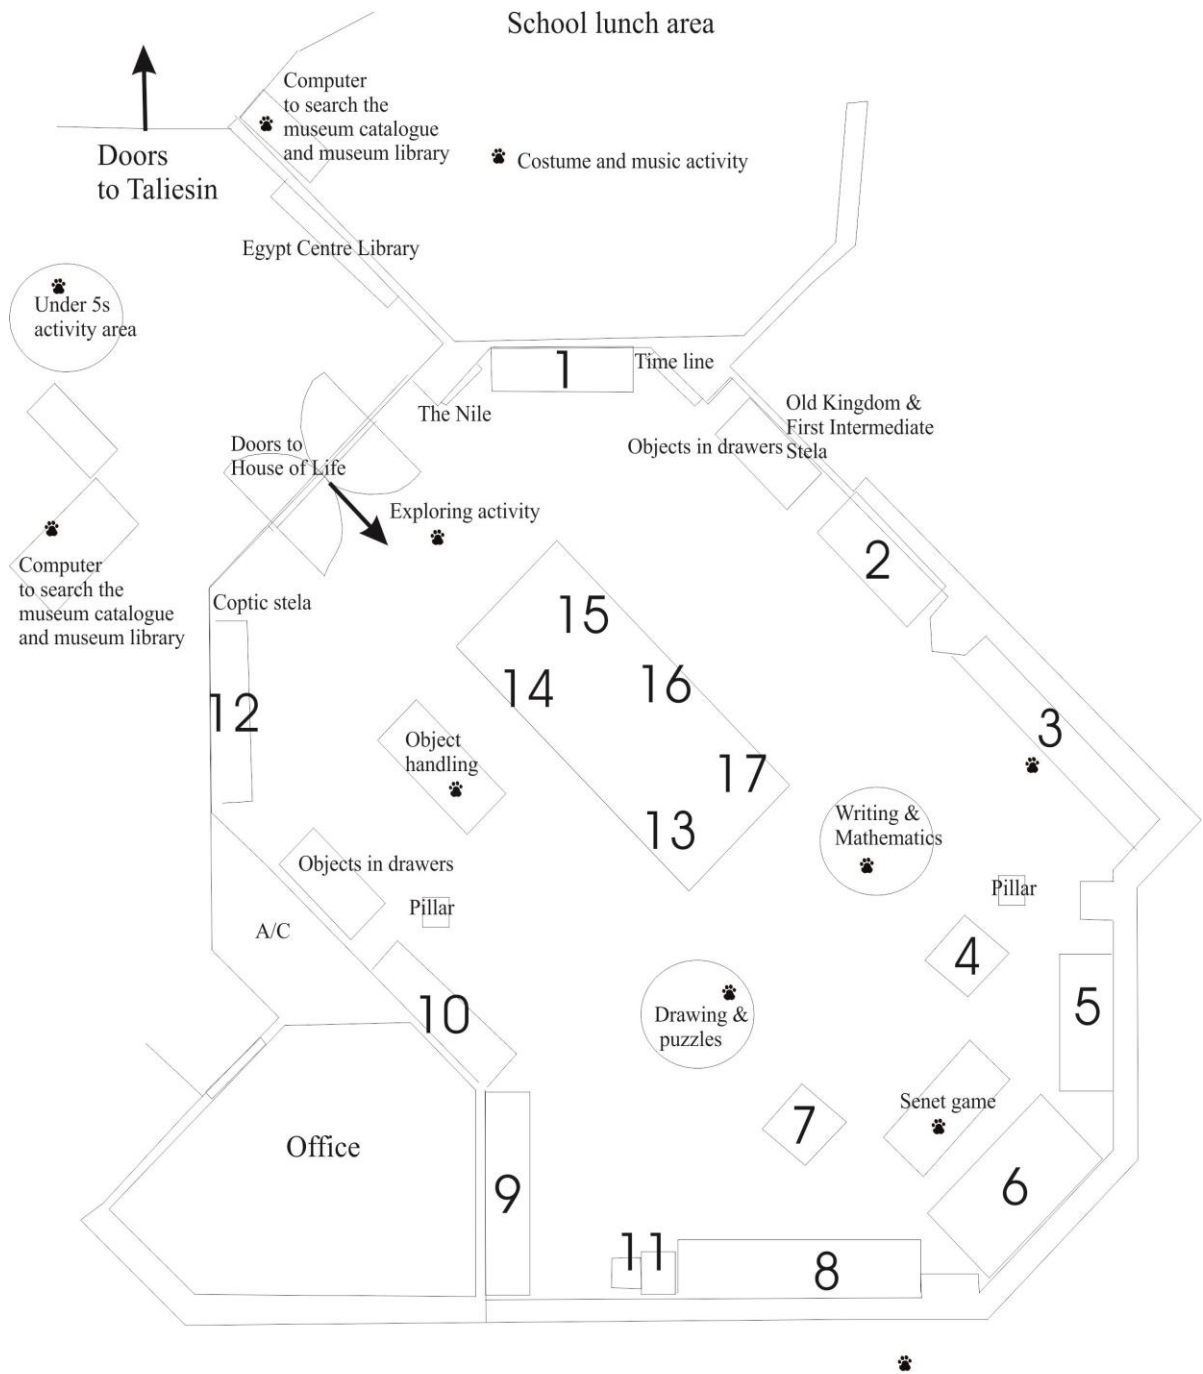 School lunch area
Computer
to search the
museum catalogue
and museum library
Costume and music activity
Doors
to Taliesin
Egypt Centre Library
Under 5s
activity area
1
Time line
The Nile
Old Kingdom &
First Intermediate
Stela
Objects in drawers
Doors to
House of Life
Exploring activity
2
Computer
to search the
museum catalogue
and museum library
Coptic stela
15
14
16
12
3
Object
handling
17
13
Writing &
Mathematics
Objects in drawers
Pillar
Pillar
A/C
4
10
5
Drawing &
puzzles
7
Senet game
Office
9
6
11
8